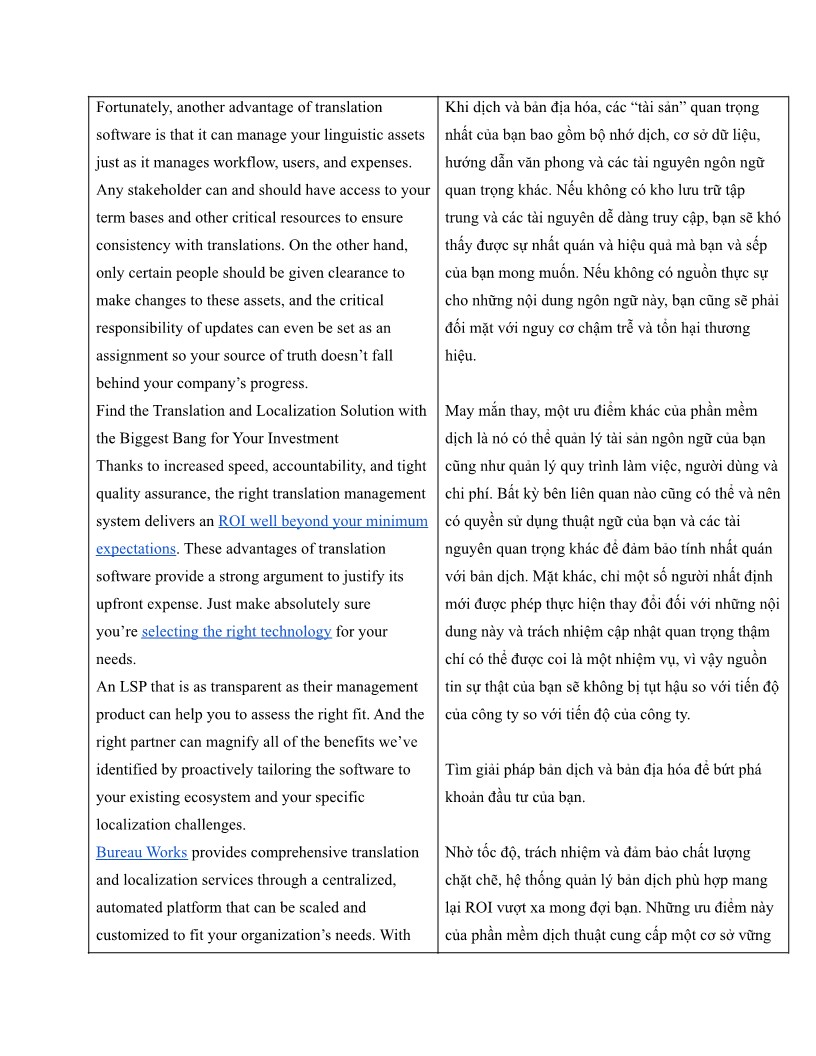 Fortunately, another advantage of translation
software is that it can manage your linguistic assets
just as it manages workflow, users, and expenses.
Any stakeholder can and should have access to your
term bases and other critical resources to ensure
consistency with translations. On the other hand,
only certain people should be given clearance to
make changes to these assets, and the critical
responsibility of updates can even be set as an
assignment so your source of truth doesn’t fall
behind your company’s progress.
Find the Translation and Localization Solution with
the Biggest Bang for Your Investment
Thanks to increased speed, accountability, and tight
quality assurance, the right translation management
system delivers an ROI well beyond your minimum
expectations. These advantages of translation
software provide a strong argument to justify its
upfront expense. Just make absolutely sure
you’re selecting the right technology for your
needs.
An LSP that is as transparent as their management
product can help you to assess the right fit. And the
right partner can magnify all of the benefits we’ve
identified by proactively tailoring the software to
your existing ecosystem and your specific
localization challenges.
Bureau Works provides comprehensive translation
and localization services through a centralized,
automated platform that can be scaled and
customized to fit your organization’s needs. With
Khi dịch và bản địa hóa, các “tài sản” quan trọng
nhất của bạn bao gồm bộ nhớ dịch, cơ sở dữ liệu,
hướng dẫn văn phong và các tài nguyên ngôn ngữ
quan trọng khác. Nếu không có kho lưu trữ tập
trung và các tài nguyên dễ dàng truy cập, bạn sẽ khó
thấy được sự nhất quán và hiệu quả mà bạn và sếp
của bạn mong muốn. Nếu không có nguồn thực sự
cho những nội dung ngôn ngữ này, bạn cũng sẽ phải
đối mặt với nguy cơ chậm trễ và tổn hại thương
hiệu.
May mắn thay, một ưu điểm khác của phần mềm
dịch là nó có thể quản lý tài sản ngôn ngữ của bạn
cũng như quản lý quy trình làm việc, người dùng và
chi phí. Bất kỳ bên liên quan nào cũng có thể và nên
có quyền sử dụng thuật ngữ của bạn và các tài
nguyên quan trọng khác để đảm bảo tính nhất quán
với bản dịch. Mặt khác, chỉ một số người nhất định
mới được phép thực hiện thay đổi đối với những nội
dung này và trách nhiệm cập nhật quan trọng thậm
chí có thể được coi là một nhiệm vụ, vì vậy nguồn
tin sự thật của bạn sẽ không bị tụt hậu so với tiến độ
của công ty so với tiến độ của công ty.
Tìm giải pháp bản dịch và bản địa hóa để bứt phá
khoản đầu tư của bạn.
Nhờ tốc độ, trách nhiệm và đảm bảo chất lượng
chặt chẽ, hệ thống quản lý bản dịch phù hợp mang
lại ROI vượt xa mong đợi bạn. Những ưu điểm này
của phần mềm dịch thuật cung cấp một cơ sở vững